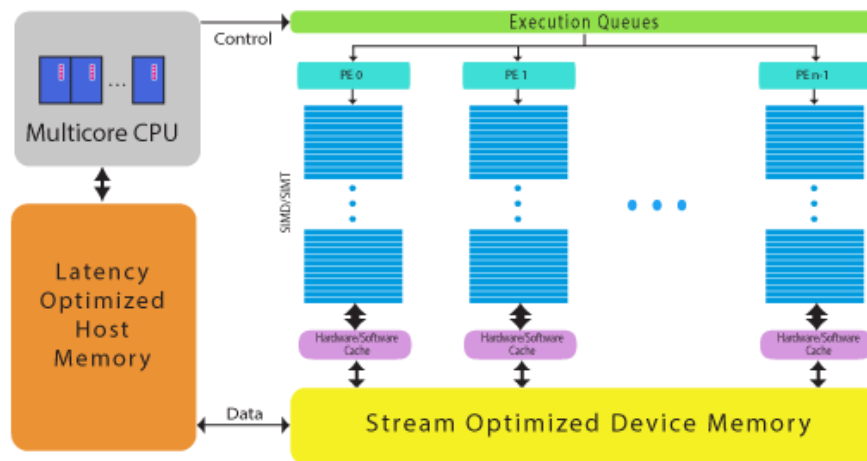 Execution Queues
Control
PE 0
PE 1
PE n-1
Multicore CPU
SIMD/SIMT
Latency
Optimized
Host
Memory
Hardware/Software
Cache
Hardware/Software
Cache
Hardware/Software
Cache
Data
Stream Optimized Device Memory